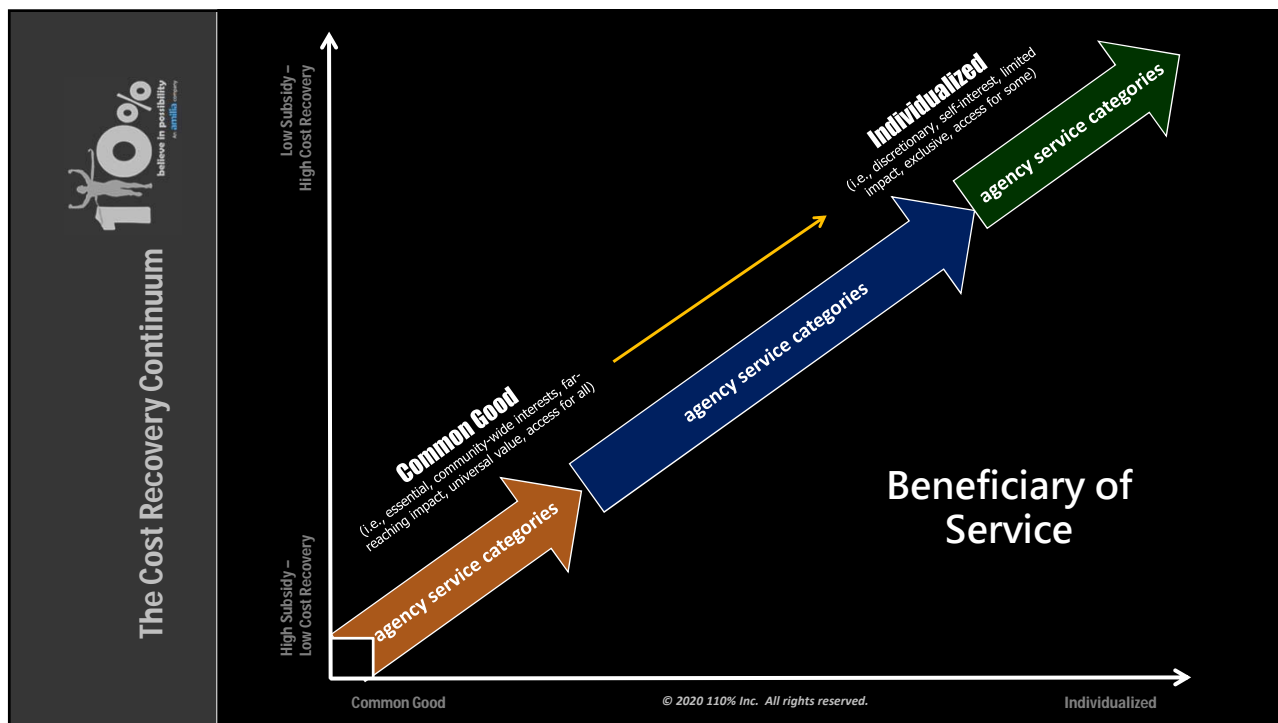 110%
believe in possibility
An amilia company
The Cost Recovery Continuum
Low Subsidy –
High Cost Recovery
High Subsidy –
Low Cost Recovery
Individualized
(i.e., discretionary, self-interest, limited
impact, exclusive, access for some)
agency service categories
agency service categories
Common Good
(i.e., essential, community-wide interests, far-
reaching impact, universal value, access for all)
agency service categories
Beneficiary of
Service
Common Good
© 2020 110% Inc.  All rights reserved.
Individualized